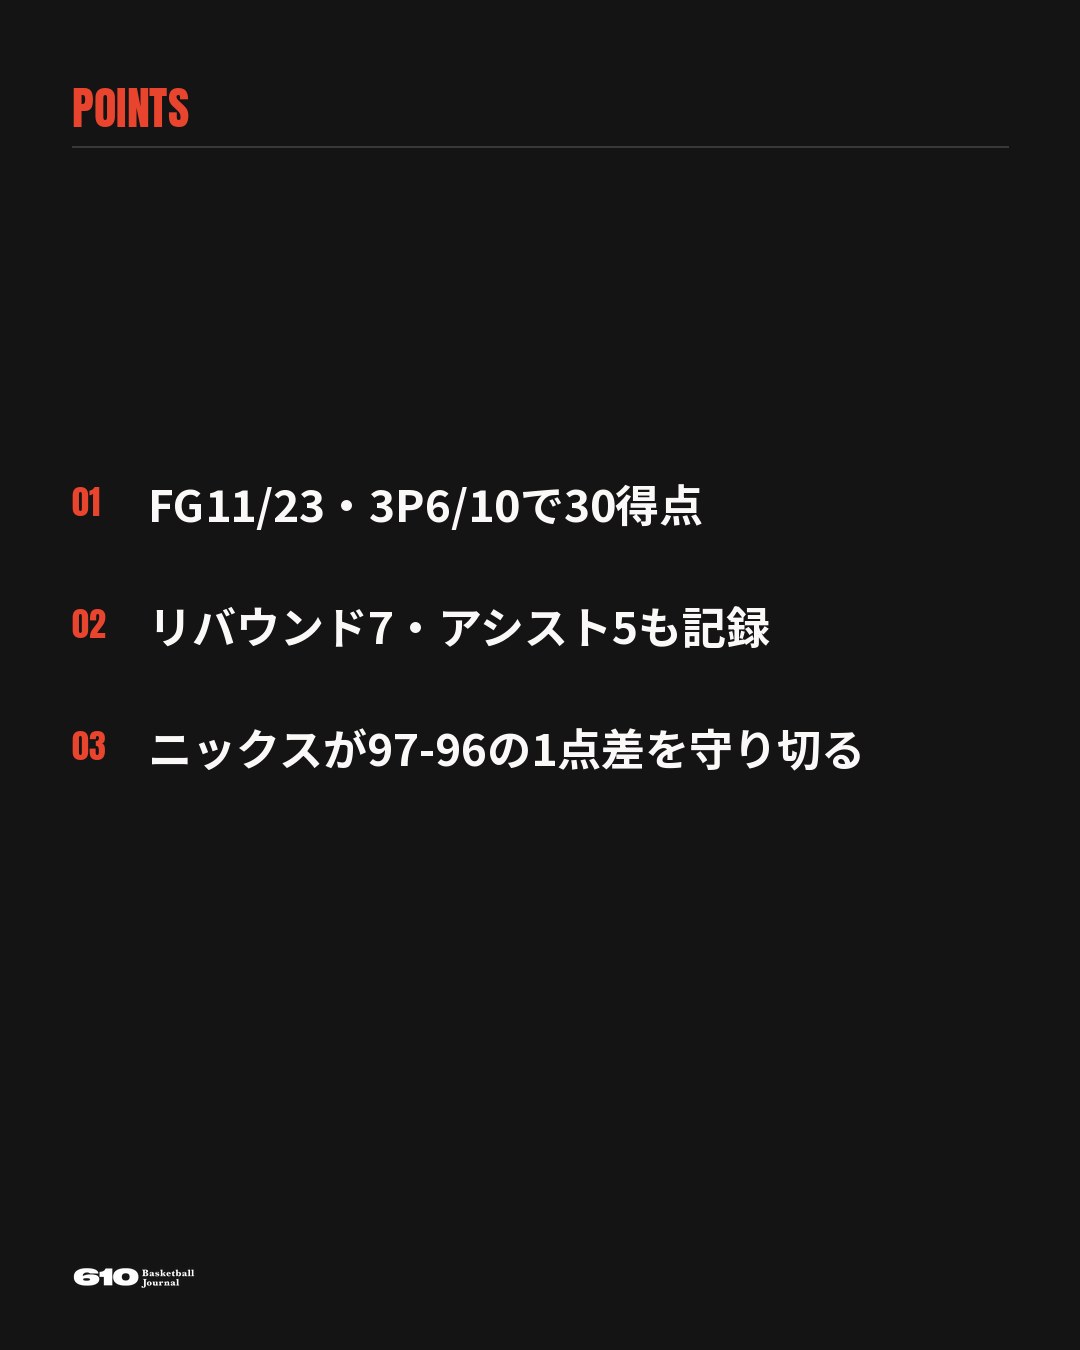 POINTS
01 FG11/23・3P6/10で30得点
02 リバウンド7・アシスト5も記録
03 ニックスが97-96の1点差を守り切る
610 Basketball
Journal